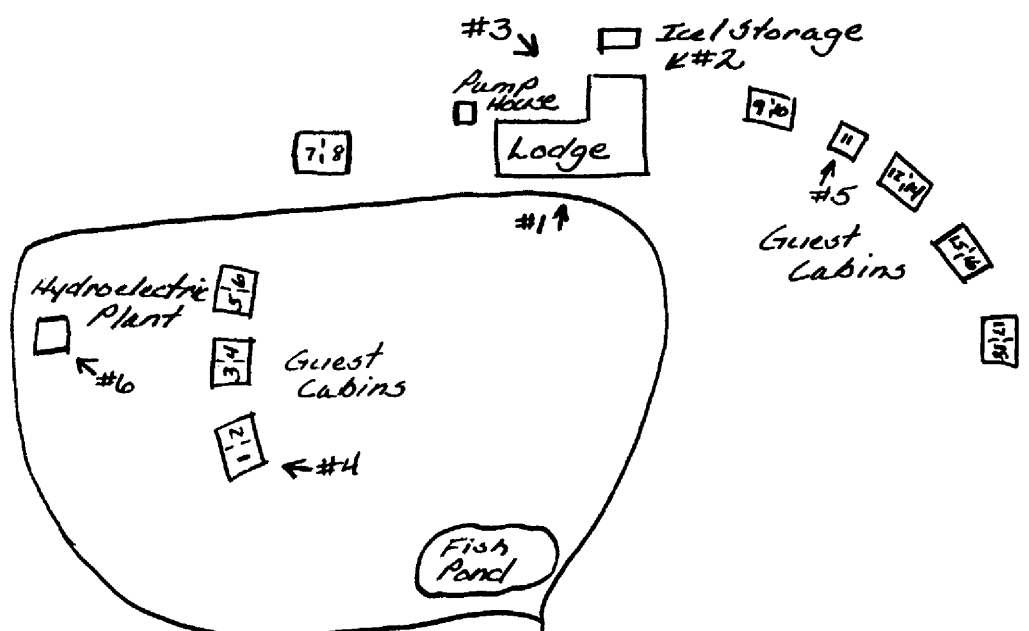 #3
Ice/Storage
#2
Pump
House
9 10
7 8
Lodge
11
12 14
#5
#1
Guest
Cabins
15 16
Hydroelectric
Plant
5 6
#6
3 4
Guest
Cabins
1 2
#4
Fish
Pond